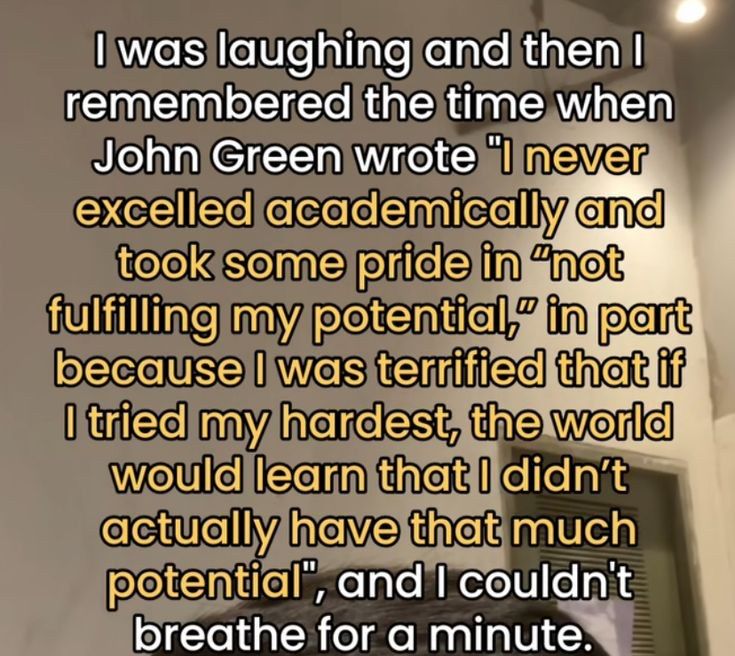 I was laughing and then I
remembered the time when
John Green wrote "I never
excelled academically and
took some pride in “not
fulfilling my potential,” in part
because I was terrified that if
I tried my hardest, the world
would learn that I didn’t
actually have that much
potential", and I couldn't
breathe for a minute.